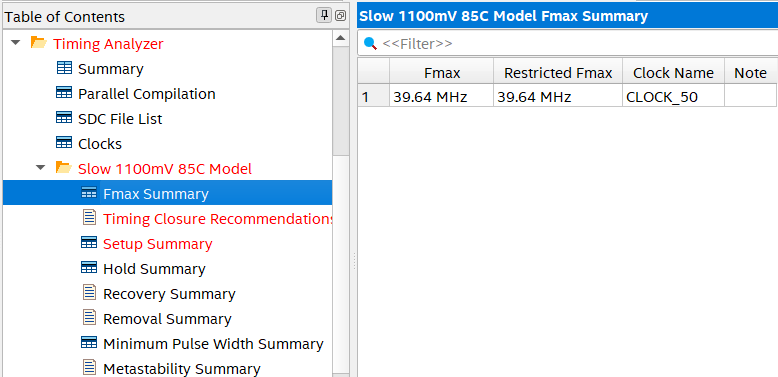 Table of Contents
Timing Analyzer
Summary
Parallel Compilation
SDC File List
Clocks
Slow 1100mV 85C Model
Fmax Summary
Timing Closure Recommendations
Setup Summary
Hold Summary
Recovery Summary
Removal Summary
Minimum Pulse Width Summary
Metastability Summary
Slow 1100mV 85C Model Fmax Summary
<<Filter>>
Fmax Restricted Fmax Clock Name Note
1 39.64 MHz 39.64 MHz CLOCK_50